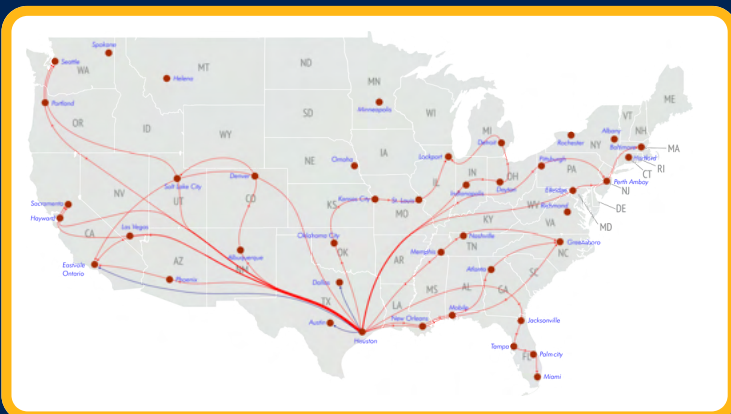 Spokane
Seattle
WA
Helena
MT
ND
MN
Minneapolis
Portland
OR
ID
WY
SD
WI
MI
Detroit
Rochester
NY
Albany
VT
NH
ME
Baltimore
MA
Hartford
RI
CT
Perth Amboy
NJ
Pittsburgh
PA
Elkridge
DE
MD
Richmond
VA
WV
Lockport
IN
OH
Indianapolis
Dayton
IL
IA
Omaha
NE
Salt Lake City
UT
Denver
CO
NV
Sacramento
Hayward
CA
Las Vegas
Eastvale
Ontario
AZ
Phoenix
Albuquerque
NM
KS
Kansas City
St. Louis
MO
KY
Oklahoma City
OK
AR
Memphis
Nashville
TN
Greensboro
NC
SC
Atlanta
AL
GA
MS
LA
Dallas
TX
Austin
Houston
New Orleans
Mobile
Jacksonville
Tampa
FL
Palm city
Miami